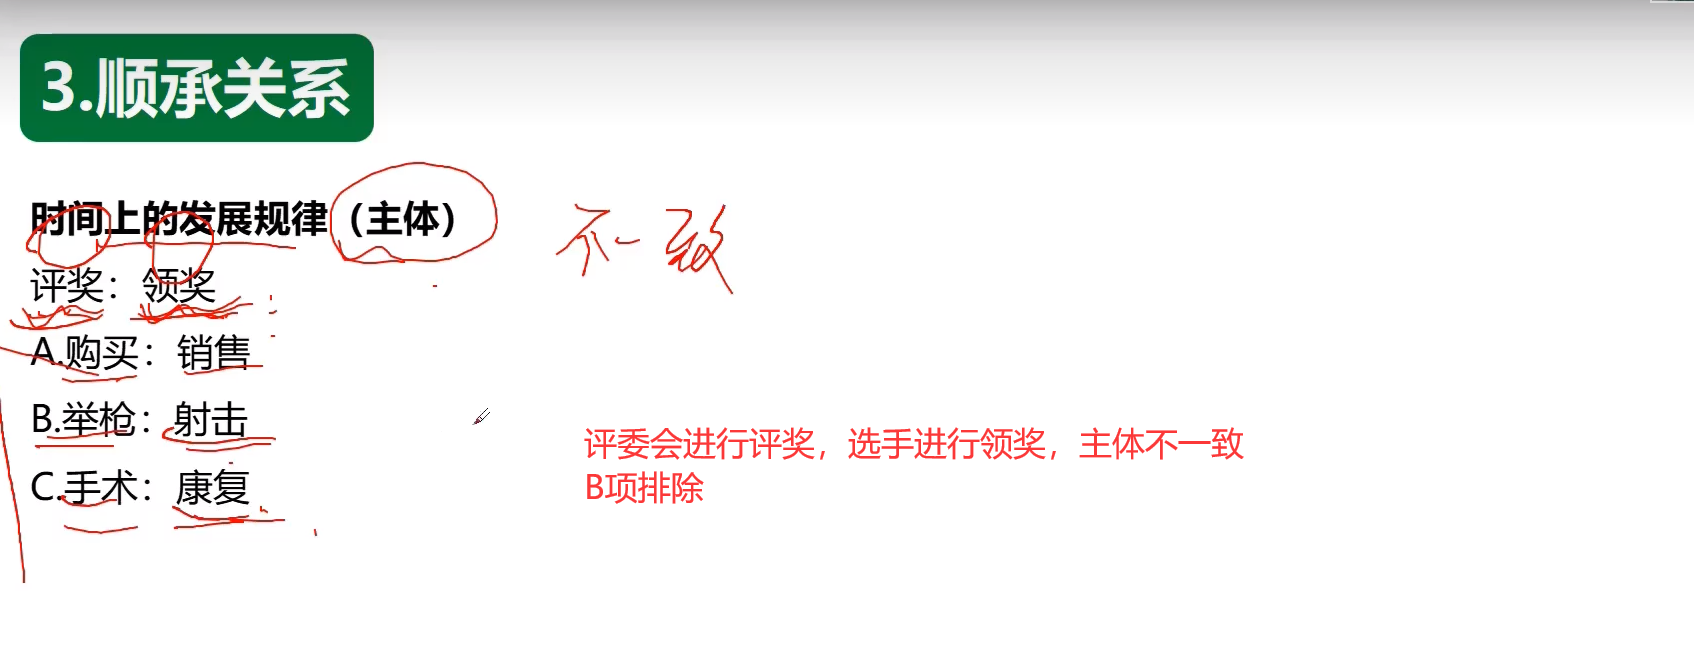 3.顺承关系
时间上的发展规律（主体）
不一致
评奖：领奖
A.购买：销售
B.举枪：射击
C.手术：康复
评委会进行评奖，选手进行领奖，主体不一致
B项排除